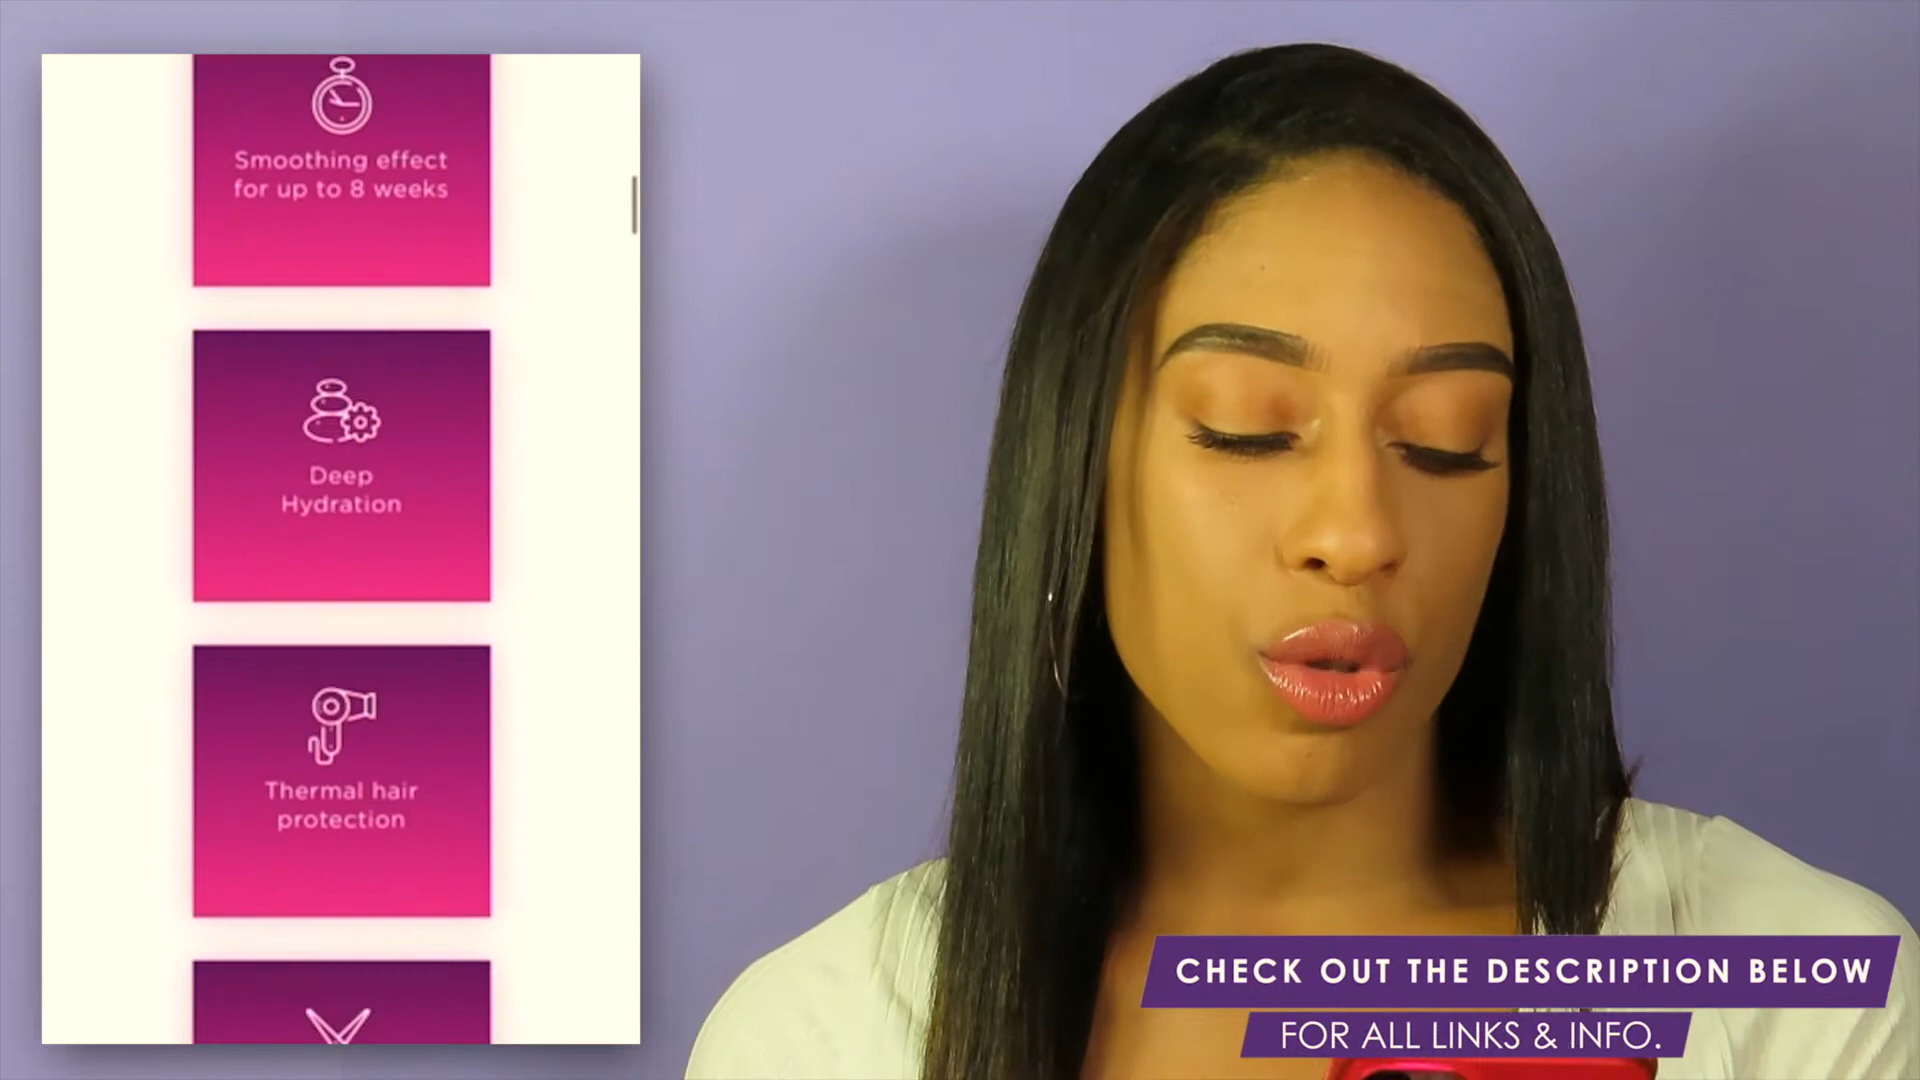 Smoothing effect
for up to 8 weeks
Deep
Hydration
Thermal hair
protection
CHECK OUT THE DESCRIPTION BELOW
FOR ALL LINKS & INFO.